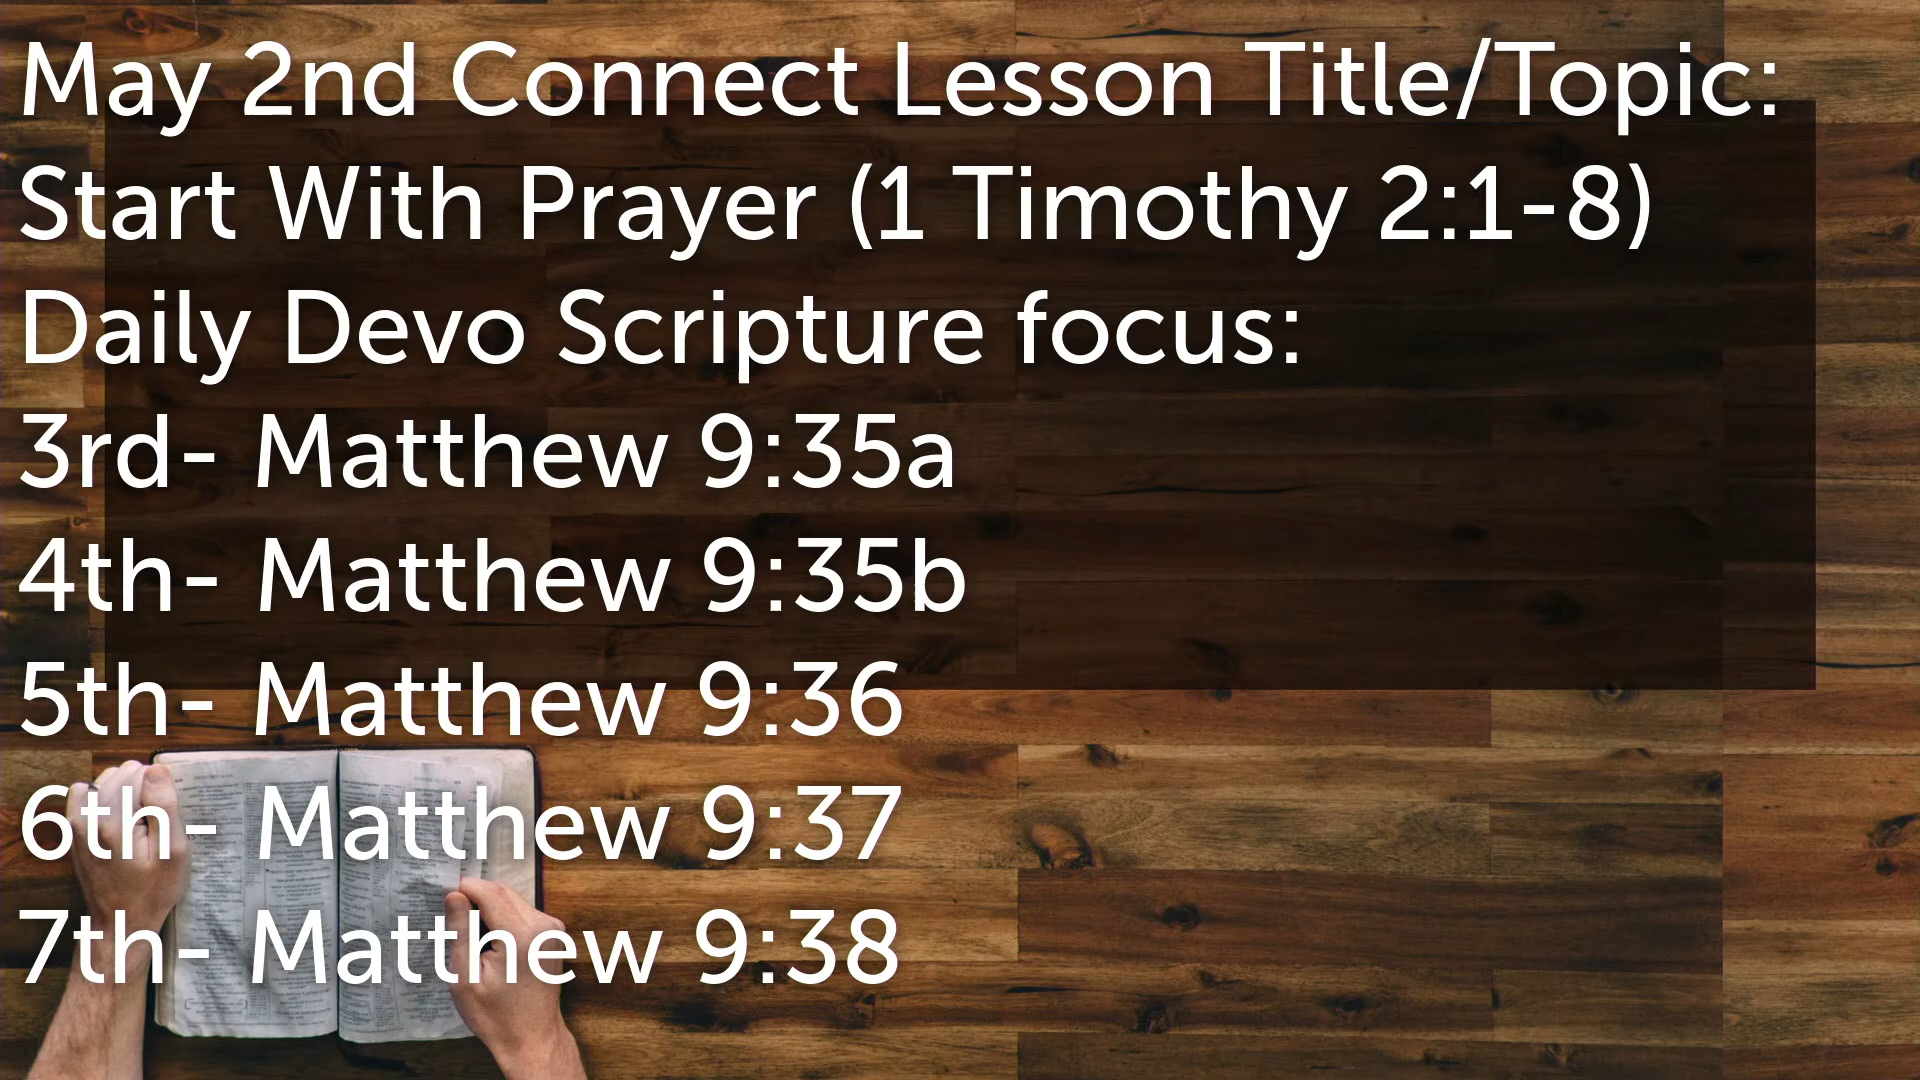 May 2nd Connect Lesson Title/Topic:
Start With Prayer (1 Timothy 2:1-8)
Daily Devo Scripture focus:
3rd- Matthew 9:35a
4th- Matthew 9:35b
5th- Matthew 9:36
6th- Matthew 9:37
7th- Matthew 9:38